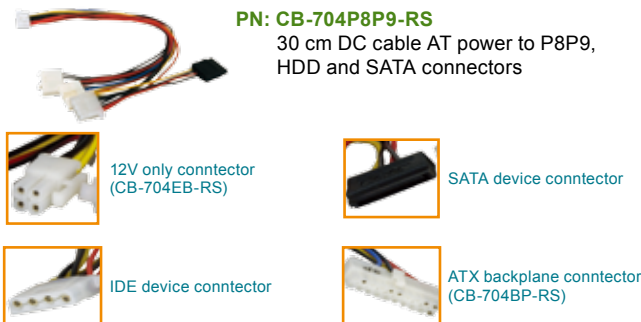 PN: CB-704P8P9-RS
30 cm DC cable AT power to P8P9,
HDD and SATA connectors
12V only conntector
(CB-704EB-RS)
SATA device conntector
IDE device conntector
ATX backplane conntector
(CB-704BP-RS)